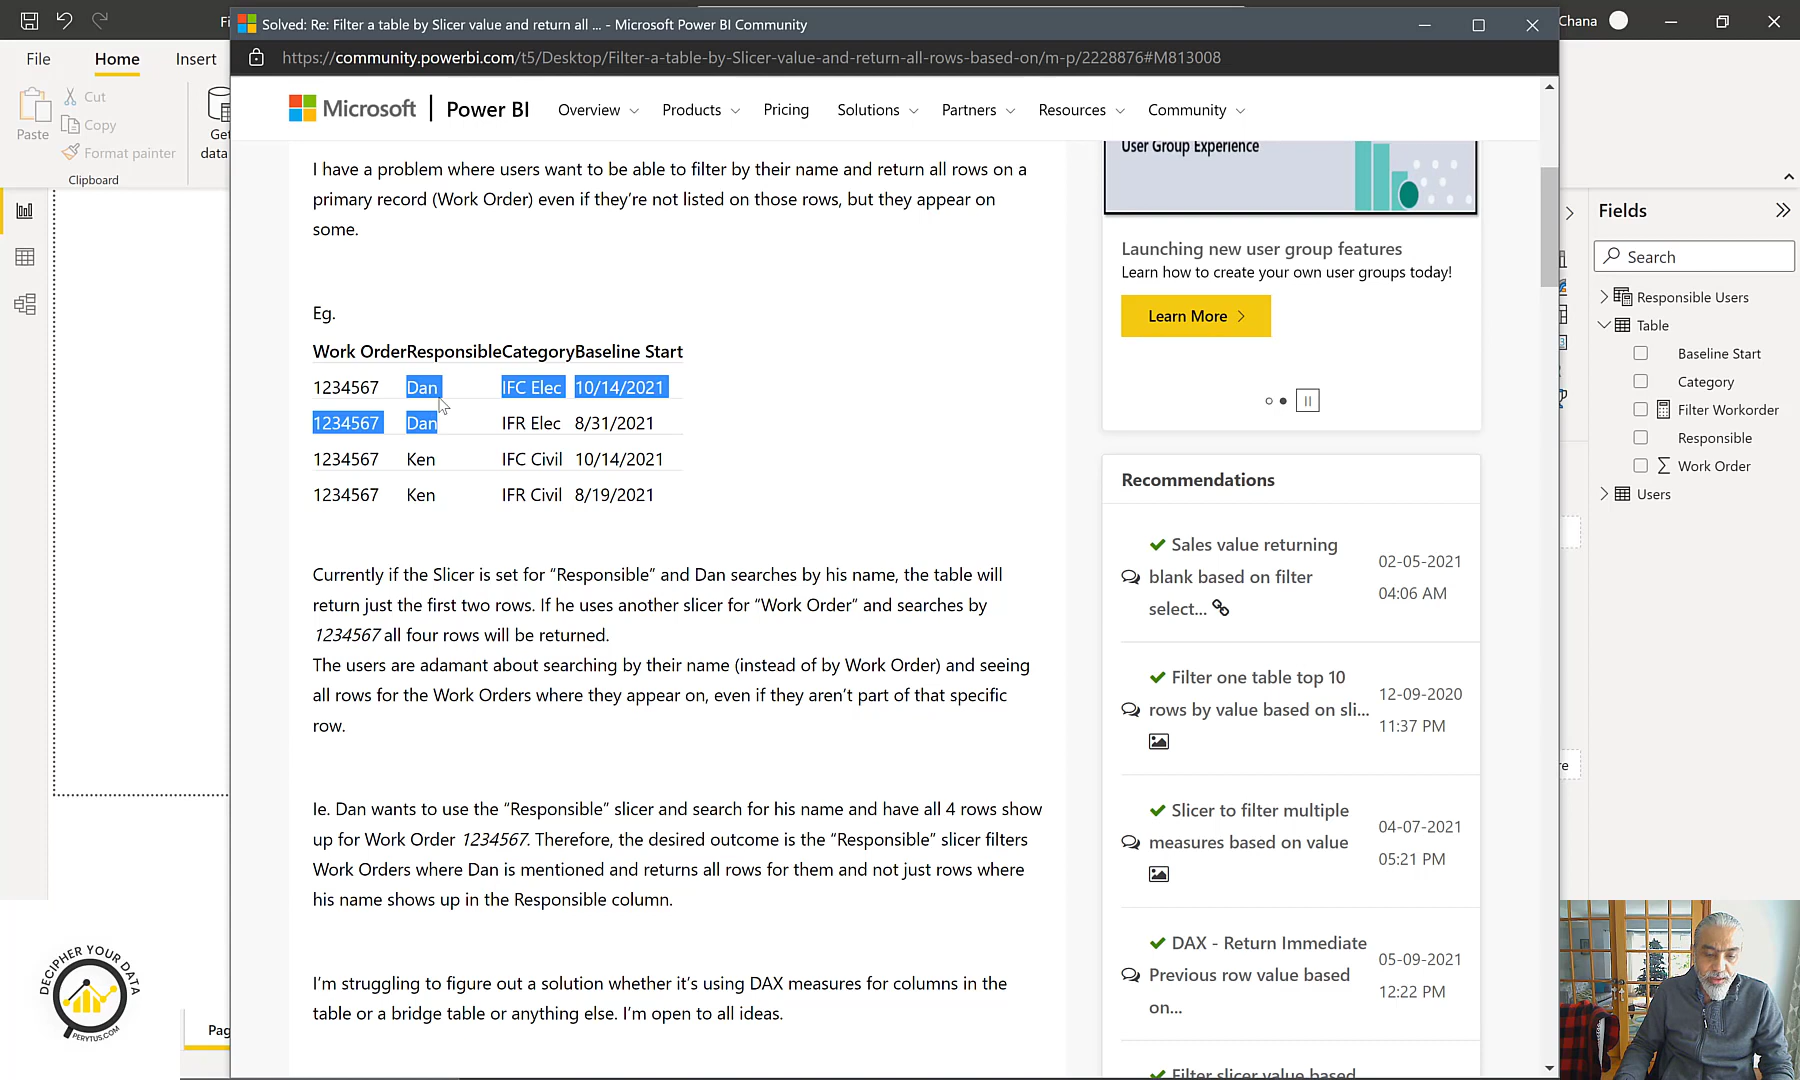 Fi
Solved: Re: Filter a table by Slicer value and return all ... - Microsoft Power BI Community
Chana
https://community.powerbi.com/t5/Desktop/Filter-a-table-by-Slicer-value-and-return-all-rows-based-on/m-p/2228876#M813008
File
Home
Insert
Paste
Cut
Copy
Format painter
Clipboard
Get
data
Microsoft
Power BI
Overview
Products
Pricing
Solutions
Partners
Resources
Community
I have a problem where users want to be able to filter by their name and return all rows on a
primary record (Work Order) even if they're not listed on those rows, but they appear on
some.
Eg.
Work Order Responsible Category Baseline Start
1234567 Dan IFC Elec 10/14/2021
1234567 Dan IFR Elec 8/31/2021
1234567 Ken IFC Civil 10/14/2021
1234567 Ken IFR Civil 8/19/2021
Currently if the Slicer is set for “Responsible” and Dan searches by his name, the table will
return just the first two rows. If he uses another slicer for “Work Order” and searches by
1234567 all four rows will be returned.
The users are adamant about searching by their name (instead of by Work Order) and seeing
all rows for the Work Orders where they appear on, even if they aren’t part of that specific
row.
Ie. Dan wants to use the “Responsible” slicer and search for his name and have all 4 rows show
up for Work Order 1234567. Therefore, the desired outcome is the “Responsible” slicer filters
Work Orders where Dan is mentioned and returns all rows for them and not just rows where
his name shows up in the Responsible column.
I’m struggling to figure out a solution whether it’s using DAX measures for columns in the
table or a bridge table or anything else. I’m open to all ideas.
User Group Experience
Launching new user group features
Learn how to create your own user groups today!
Learn More
Recommendations
Sales value returning
blank based on filter
select...
02-05-2021
04:06 AM
Filter one table top 10
rows by value based on sli...
12-09-2020
11:37 PM
Slicer to filter multiple
measures based on value
04-07-2021
05:21 PM
DAX - Return Immediate
Previous row value based
on...
05-09-2021
12:22 PM
Filter slicer value based
Fields
Search
Responsible Users
Table
Baseline Start
Category
Filter Workorder
Responsible
Work Order
Users
re
DECIPHER YOUR DATA
PERYTUS.COM
Pag